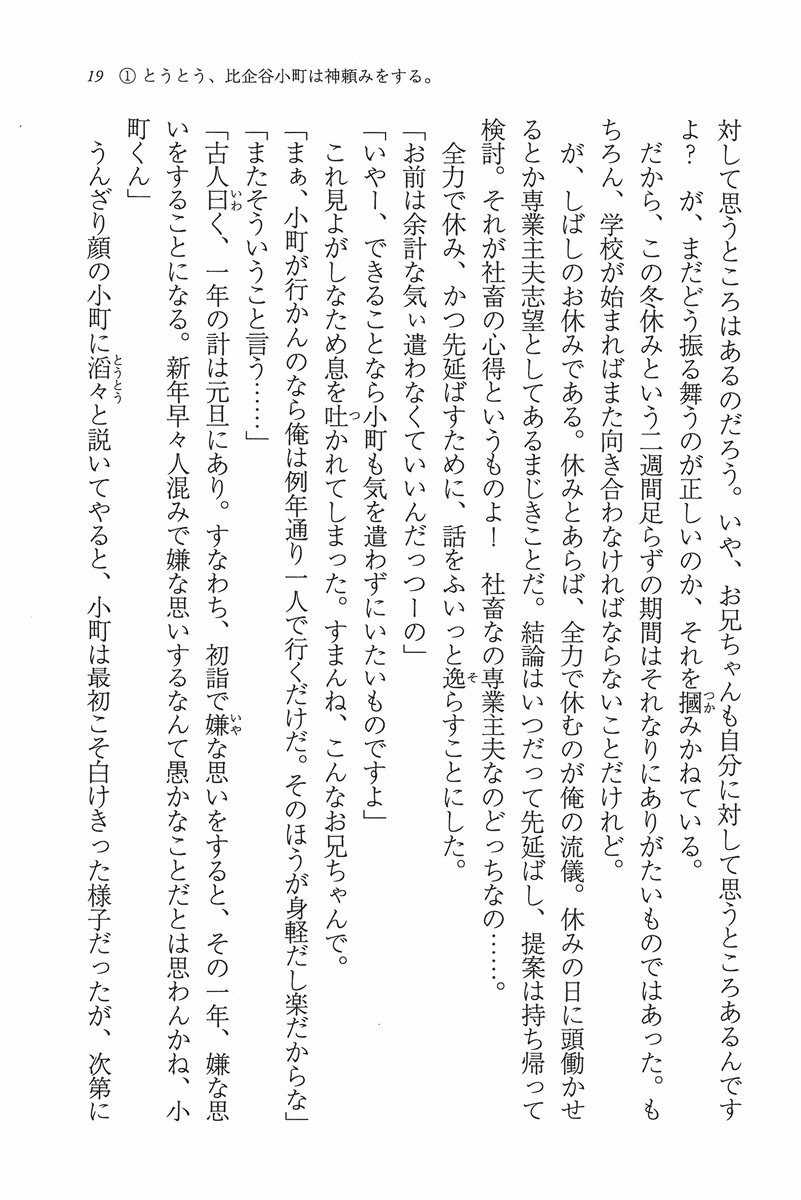 19 ①とうとう、比企谷小町は神頼みをする。
対して思うところはあるのだろう。いや、お兄ちゃんも自分に対して思うところあるんです
よ？　が、まだどう振る舞うのが正しいのか、それを摑みかねている。
だから、この冬休みという二週間足らずの期間はそれなりにありがたいものではあった。も
ちろん、学校が始まればまた向き合わなければならないことだけれど。
が、しばしのお休みである。休みとあらば、全力で休むのが俺の流儀。休みの日に頭働かせ
るとか専業主夫志望としてあるまじきことだ。結論はいつだって先延ばし、提案は持ち帰って
検討。それが社畜の心得というものよ！　社畜なの専業主夫なのどっちなの……。
全力で休み、かつ先延ばすために、話をふいっと逸らすことにした。
「お前は余計な気ぃ遣わなくていいんだっつーの」
「いやー、できることなら小町も気を遣わずにいたいものですよ」
これ見よがしなため息を吐かれてしまった。すまんね、こんなお兄ちゃんで。
「まぁ、小町が行かんのなら俺は例年通り一人で行くだけだ。そのほうが身軽だし楽だからな」
「またそういうこと言う……」
「古人曰く、一年の計は元旦にあり。すなわち、初詣で嫌な思いをすると、その一年、嫌な思
いをすることになる。新年早々人混みで嫌な思いするなんて愚かなことだとは思わんかね、小
町くん」
うんざり顔の小町に滔々と説いてやると、小町は最初こそ白けきった様子だったが、次第に